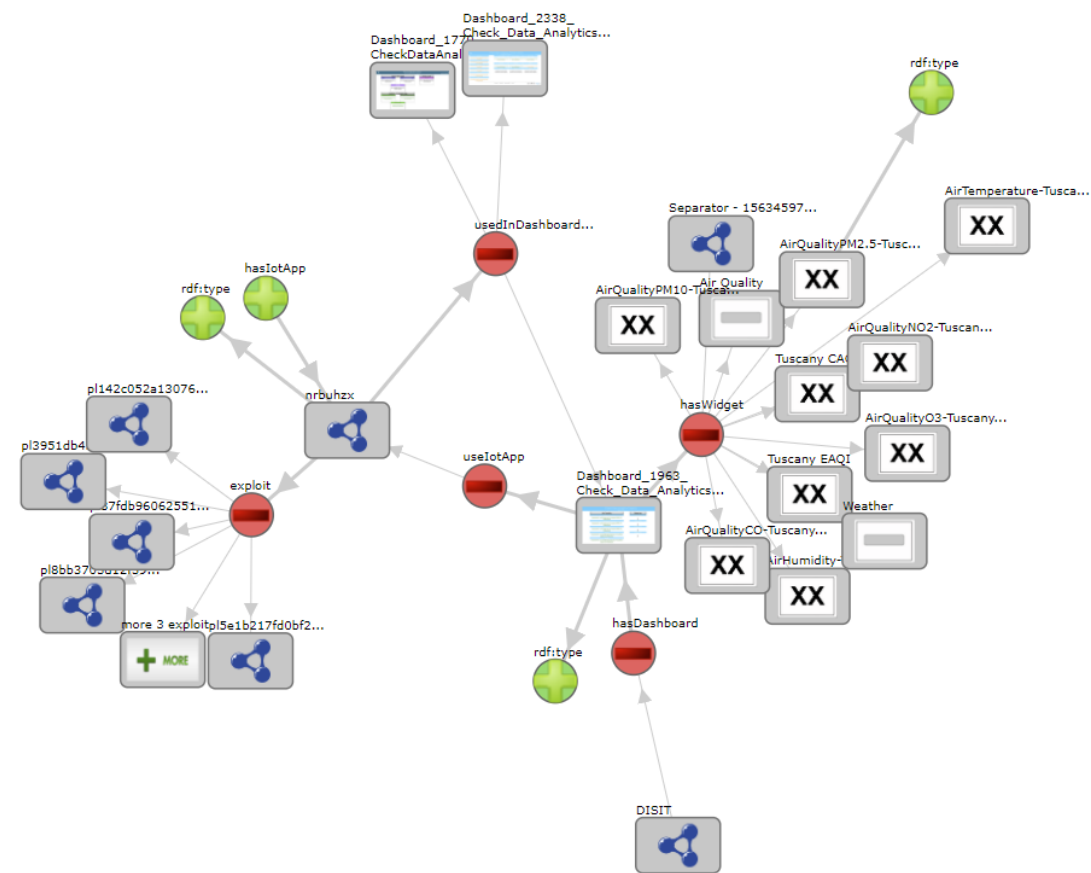 Dashboard_2338_
Check_Data_Analytics...
Dashboard_177
CheckDataAnal
rdf:type
AirTemperature-Tusca...
Separator - 15634597...
usedInDashboard...
AirQualityPM2.5-Tusc...
XX
XX
hasIotApp
Air Quality
rdf:type
AirQualityPM10-Tusca...
XX
AirQualityNO2-Tuscan...
XX
Tuscany CAQ
XX
pl142c052a13076...
nrbuhzx
hasWidget
AirQualityO3-Tuscany...
XX
pl3951db4
useIotApp
Tuscany EAQI
XX
exploit
Dashboard_1963_
Check_Data_Analytics...
87fdb96062551...
Weather
AirQualityCO-Tuscany...
XX
AirHumidity-
XX
more 3 exploit
MORE
pl5e1b217fd0bf2...
hasDashboard
rdf:type
DISIT